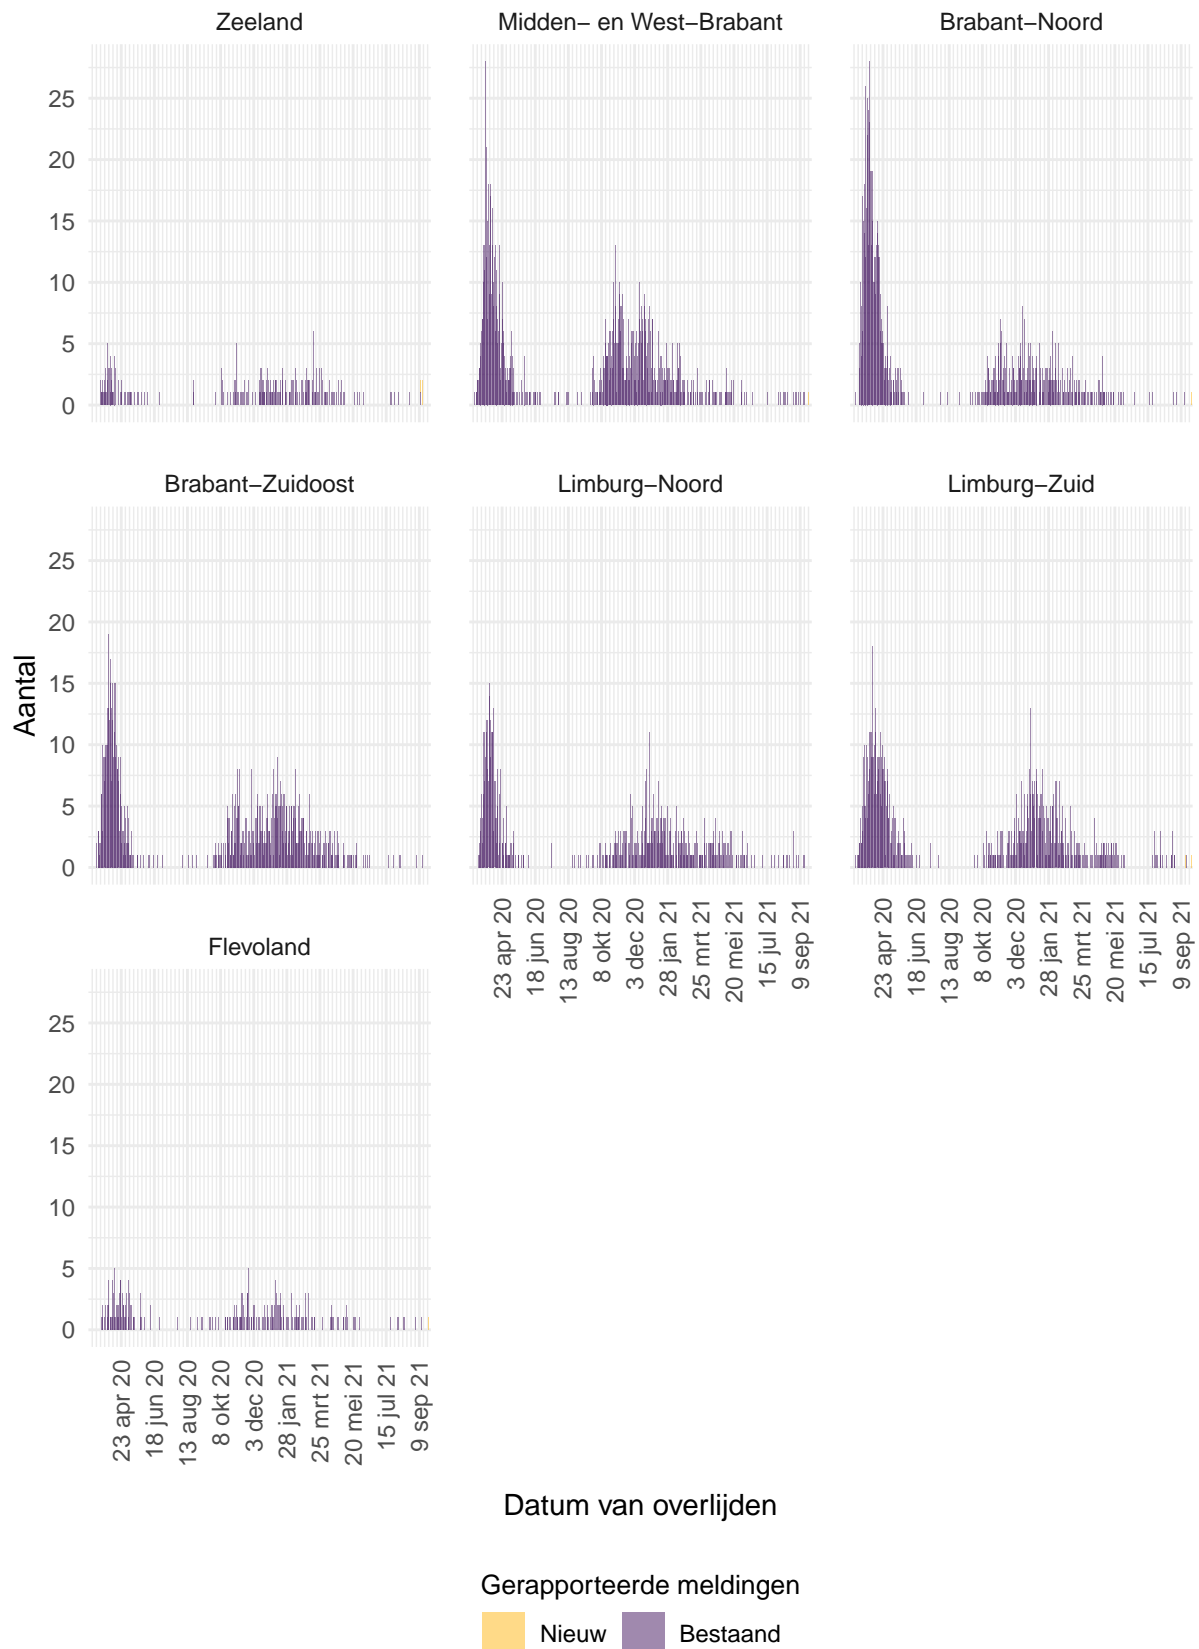 Zeeland
Midden− en West−Brabant
Brabant−Noord
25
20
15
10
5
0
Brabant−Zuidoost
Limburg−Noord
Limburg−Zuid
25
20
15
10
5
0
Aantal
23 apr 20
18 jun 20
13 aug 20
8 okt 20
3 dec 20
28 jan 21
25 mrt 21
20 mei 21
15 jul 21
9 sep 21
23 apr 20
18 jun 20
13 aug 20
8 okt 20
3 dec 20
28 jan 21
25 mrt 21
20 mei 21
15 jul 21
9 sep 21
Flevoland
25
20
15
10
5
0
23 apr 20
18 jun 20
13 aug 20
8 okt 20
3 dec 20
28 jan 21
25 mrt 21
20 mei 21
15 jul 21
9 sep 21
Datum van overlijden
Gerapporteerde meldingen
Nieuw
Bestaand